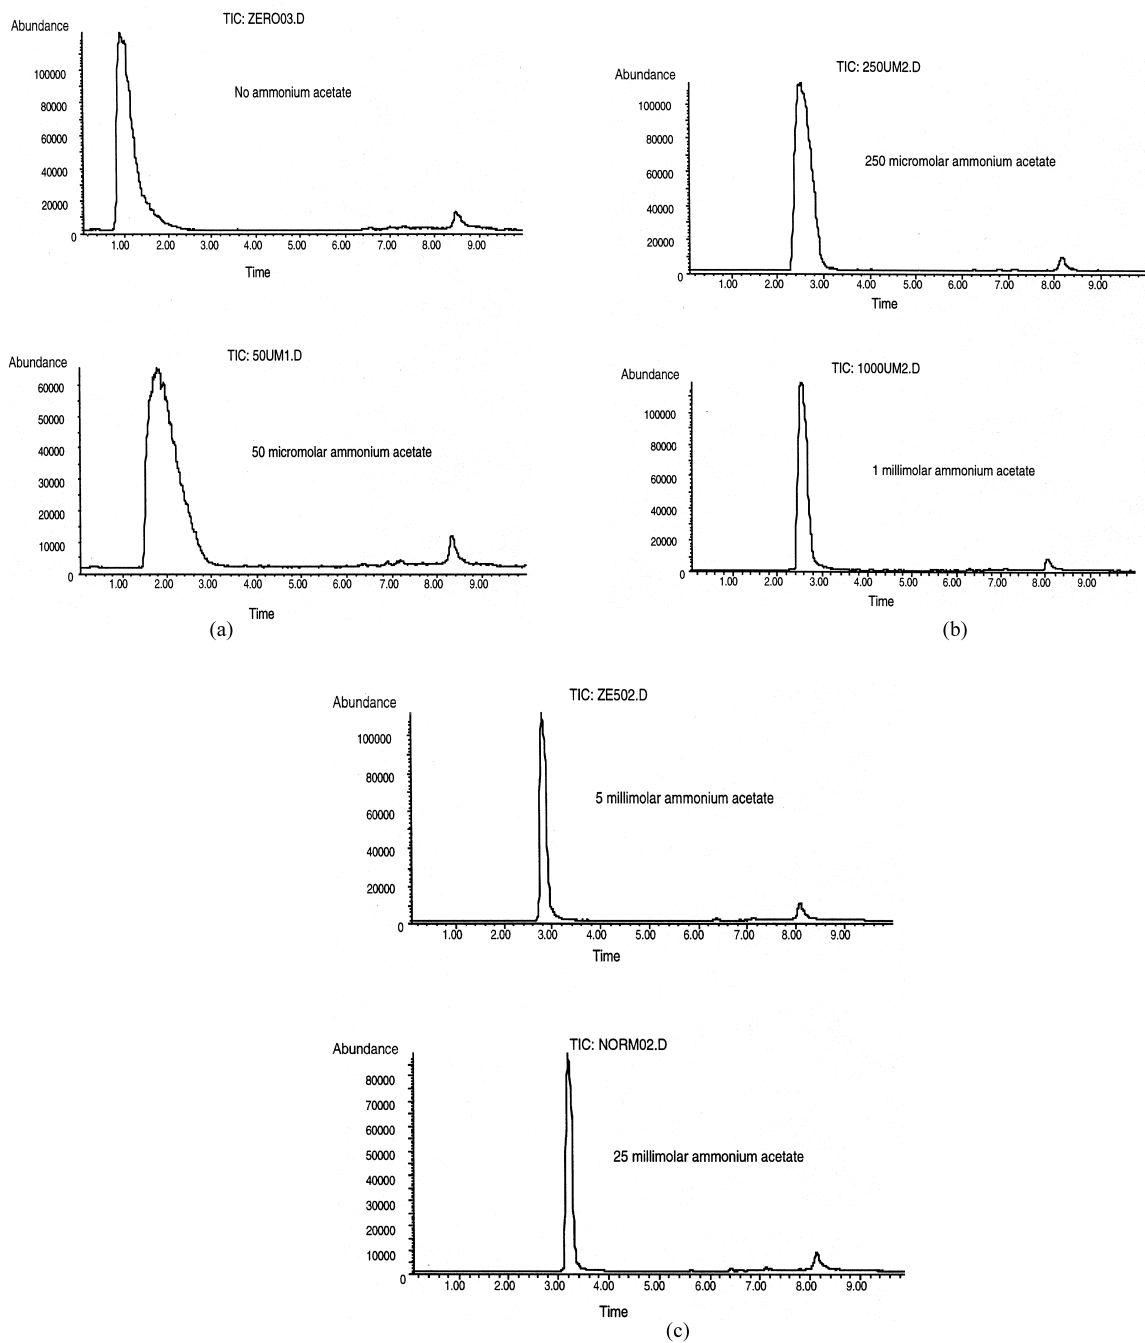 TIC: ZERO03.D
Abundance
No ammonium acetate
100000
80000
60000
40000
20000
0
1.00 2.00 3.00 4.00 5.00 6.00 7.00 8.00 9.00
Time
TIC: 50UM1.D
Abundance
50 micromolar ammonium acetate
60000
50000
40000
30000
20000
10000
0
1.00 2.00 3.00 4.00 5.00 6.00 7.00 8.00 9.00
Time
(a)
TIC: 250UM2.D
Abundance
250 micromolar ammonium acetate
100000
80000
60000
40000
20000
0
1.00 2.00 3.00 4.00 5.00 6.00 7.00 8.00 9.00
Time
TIC: 1000UM2.D
Abundance
1 millimolar ammonium acetate
100000
80000
60000
40000
20000
0
1.00 2.00 3.00 4.00 5.00 6.00 7.00 8.00 9.00
Time
(b)
TIC: ZE502.D
Abundance
5 millimolar ammonium acetate
100000
80000
60000
40000
20000
0
1.00 2.00 3.00 4.00 5.00 6.00 7.00 8.00 9.00
Time
TIC: NORM02.D
Abundance
25 millimolar ammonium acetate
80000
70000
60000
50000
40000
30000
20000
10000
0
1.00 2.00 3.00 4.00 5.00 6.00 7.00 8.00 9.00
Time
(c)